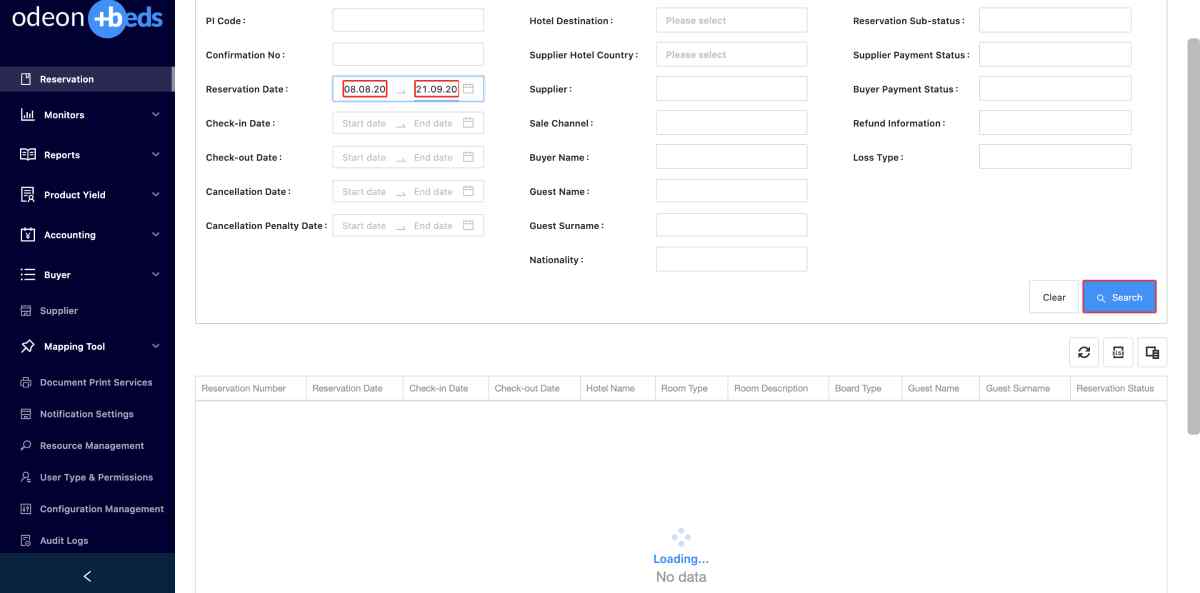 odeon +beds
Reservation
Monitors
Reports
Product Yield
Accounting
Buyer
Supplier
Mapping Tool
Document Print Services
Notification Settings
Resource Management
User Type & Permissions
Configuration Management
Audit Logs
PI Code :
Confirmation No :
Reservation Date : 08.08.20 → 21.09.20
Check-in Date : Start date → End date
Check-out Date : Start date → End date
Cancellation Date : Start date → End date
Cancellation Penalty Date : Start date → End date
Hotel Destination : Please select
Supplier Hotel Country : Please select
Supplier :
Sale Channel :
Buyer Name :
Guest Name :
Guest Surname :
Nationality :
Reservation Sub-status :
Supplier Payment Status :
Buyer Payment Status :
Refund Information :
Loss Type :
Clear Search
Reservation Number Reservation Date Check-in Date Check-out Date Hotel Name Room Type Room Description Board Type Guest Name Guest Surname Reservation Status
Loading...
No data